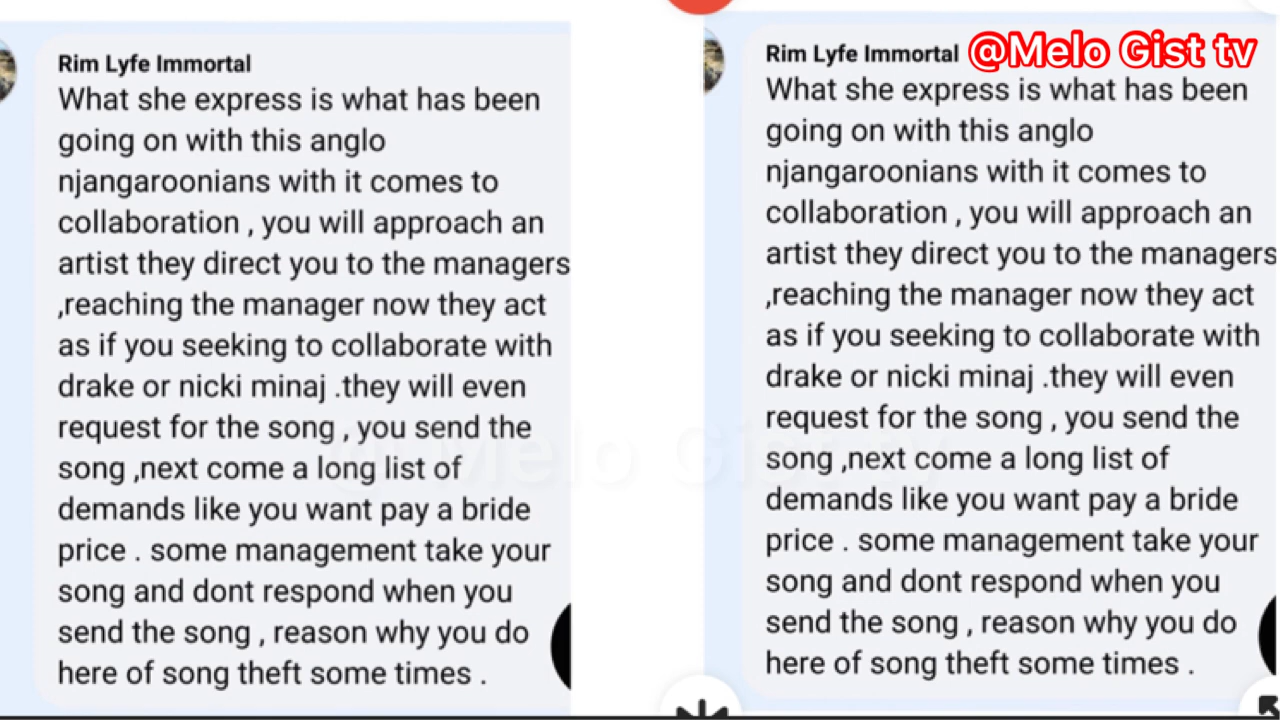 Rim Lyfe Immortal
What she express is what has been
going on with this anglo
njangaroonians with it comes to
collaboration , you will approach an
artist they direct you to the managers
,reaching the manager now they act
as if you seeking to collaborate with
drake or nicki minaj .they will even
request for the song , you send the
song ,next come a long list of
demands like you want pay a bride
price . some management take your
song and dont respond when you
send the song , reason why you do
here of song theft some times .
@Melo Gist tv
Rim Lyfe Immortal
@Melo Gist tv
What she express is what has been
going on with this anglo
njangaroonians with it comes to
collaboration , you will approach an
artist they direct you to the managers
,reaching the manager now they act
as if you seeking to collaborate with
drake or nicki minaj .they will even
request for the song , you send the
song ,next come a long list of
demands like you want pay a bride
price . some management take your
song and dont respond when you
send the song , reason why you do
here of song theft some times .